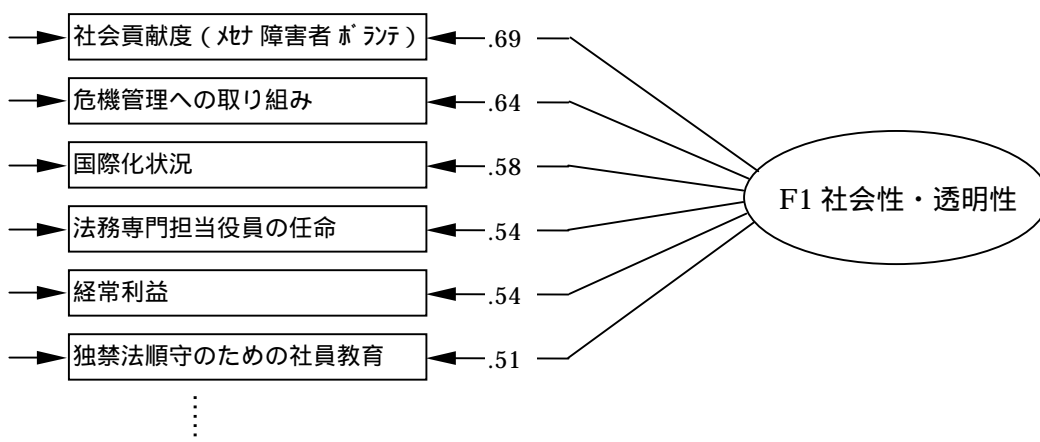 社会貢献度（ﾒｾﾅ 障害者 ﾎﾞﾗﾝﾃ）
.69
危機管理への取り組み
.64
国際化状況
.58
F1 社会性・透明性
法務専門担当役員の任命
.54
経常利益
.54
独禁法順守のための社員教育
.51